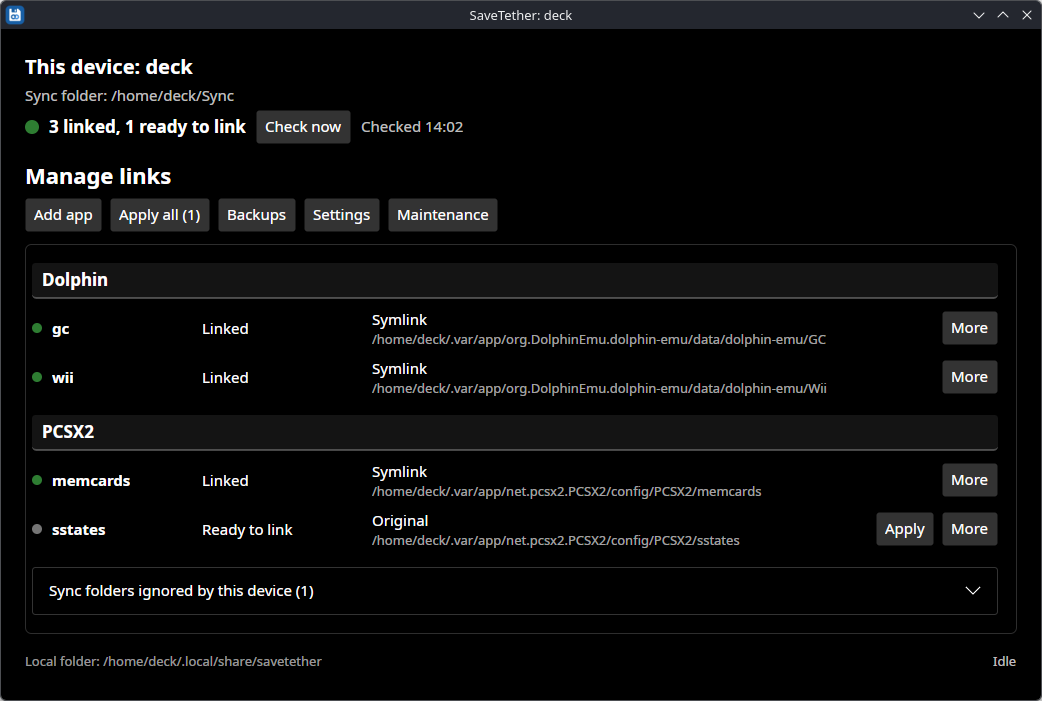 SaveTether: deck
This device: deck
Sync folder: /home/deck/Sync
3 linked, 1 ready to link Check now Checked 14:02
Manage links
Add app Apply all (1) Backups Settings Maintenance
Dolphin
gc Linked Symlink More
/home/deck/.var/app/org.DolphinEmu.dolphin-emu/data/dolphin-emu/GC
wii Linked Symlink More
/home/deck/.var/app/org.DolphinEmu.dolphin-emu/data/dolphin-emu/Wii
PCSX2
memcards Linked Symlink More
/home/deck/.var/app/net.pcsx2.PCSX2/config/PCSX2/memcards
sstates Ready to link Original Apply More
/home/deck/.var/app/net.pcsx2.PCSX2/config/PCSX2/sstates
Sync folders ignored by this device (1)
Local folder: /home/deck/.local/share/savetether Idle